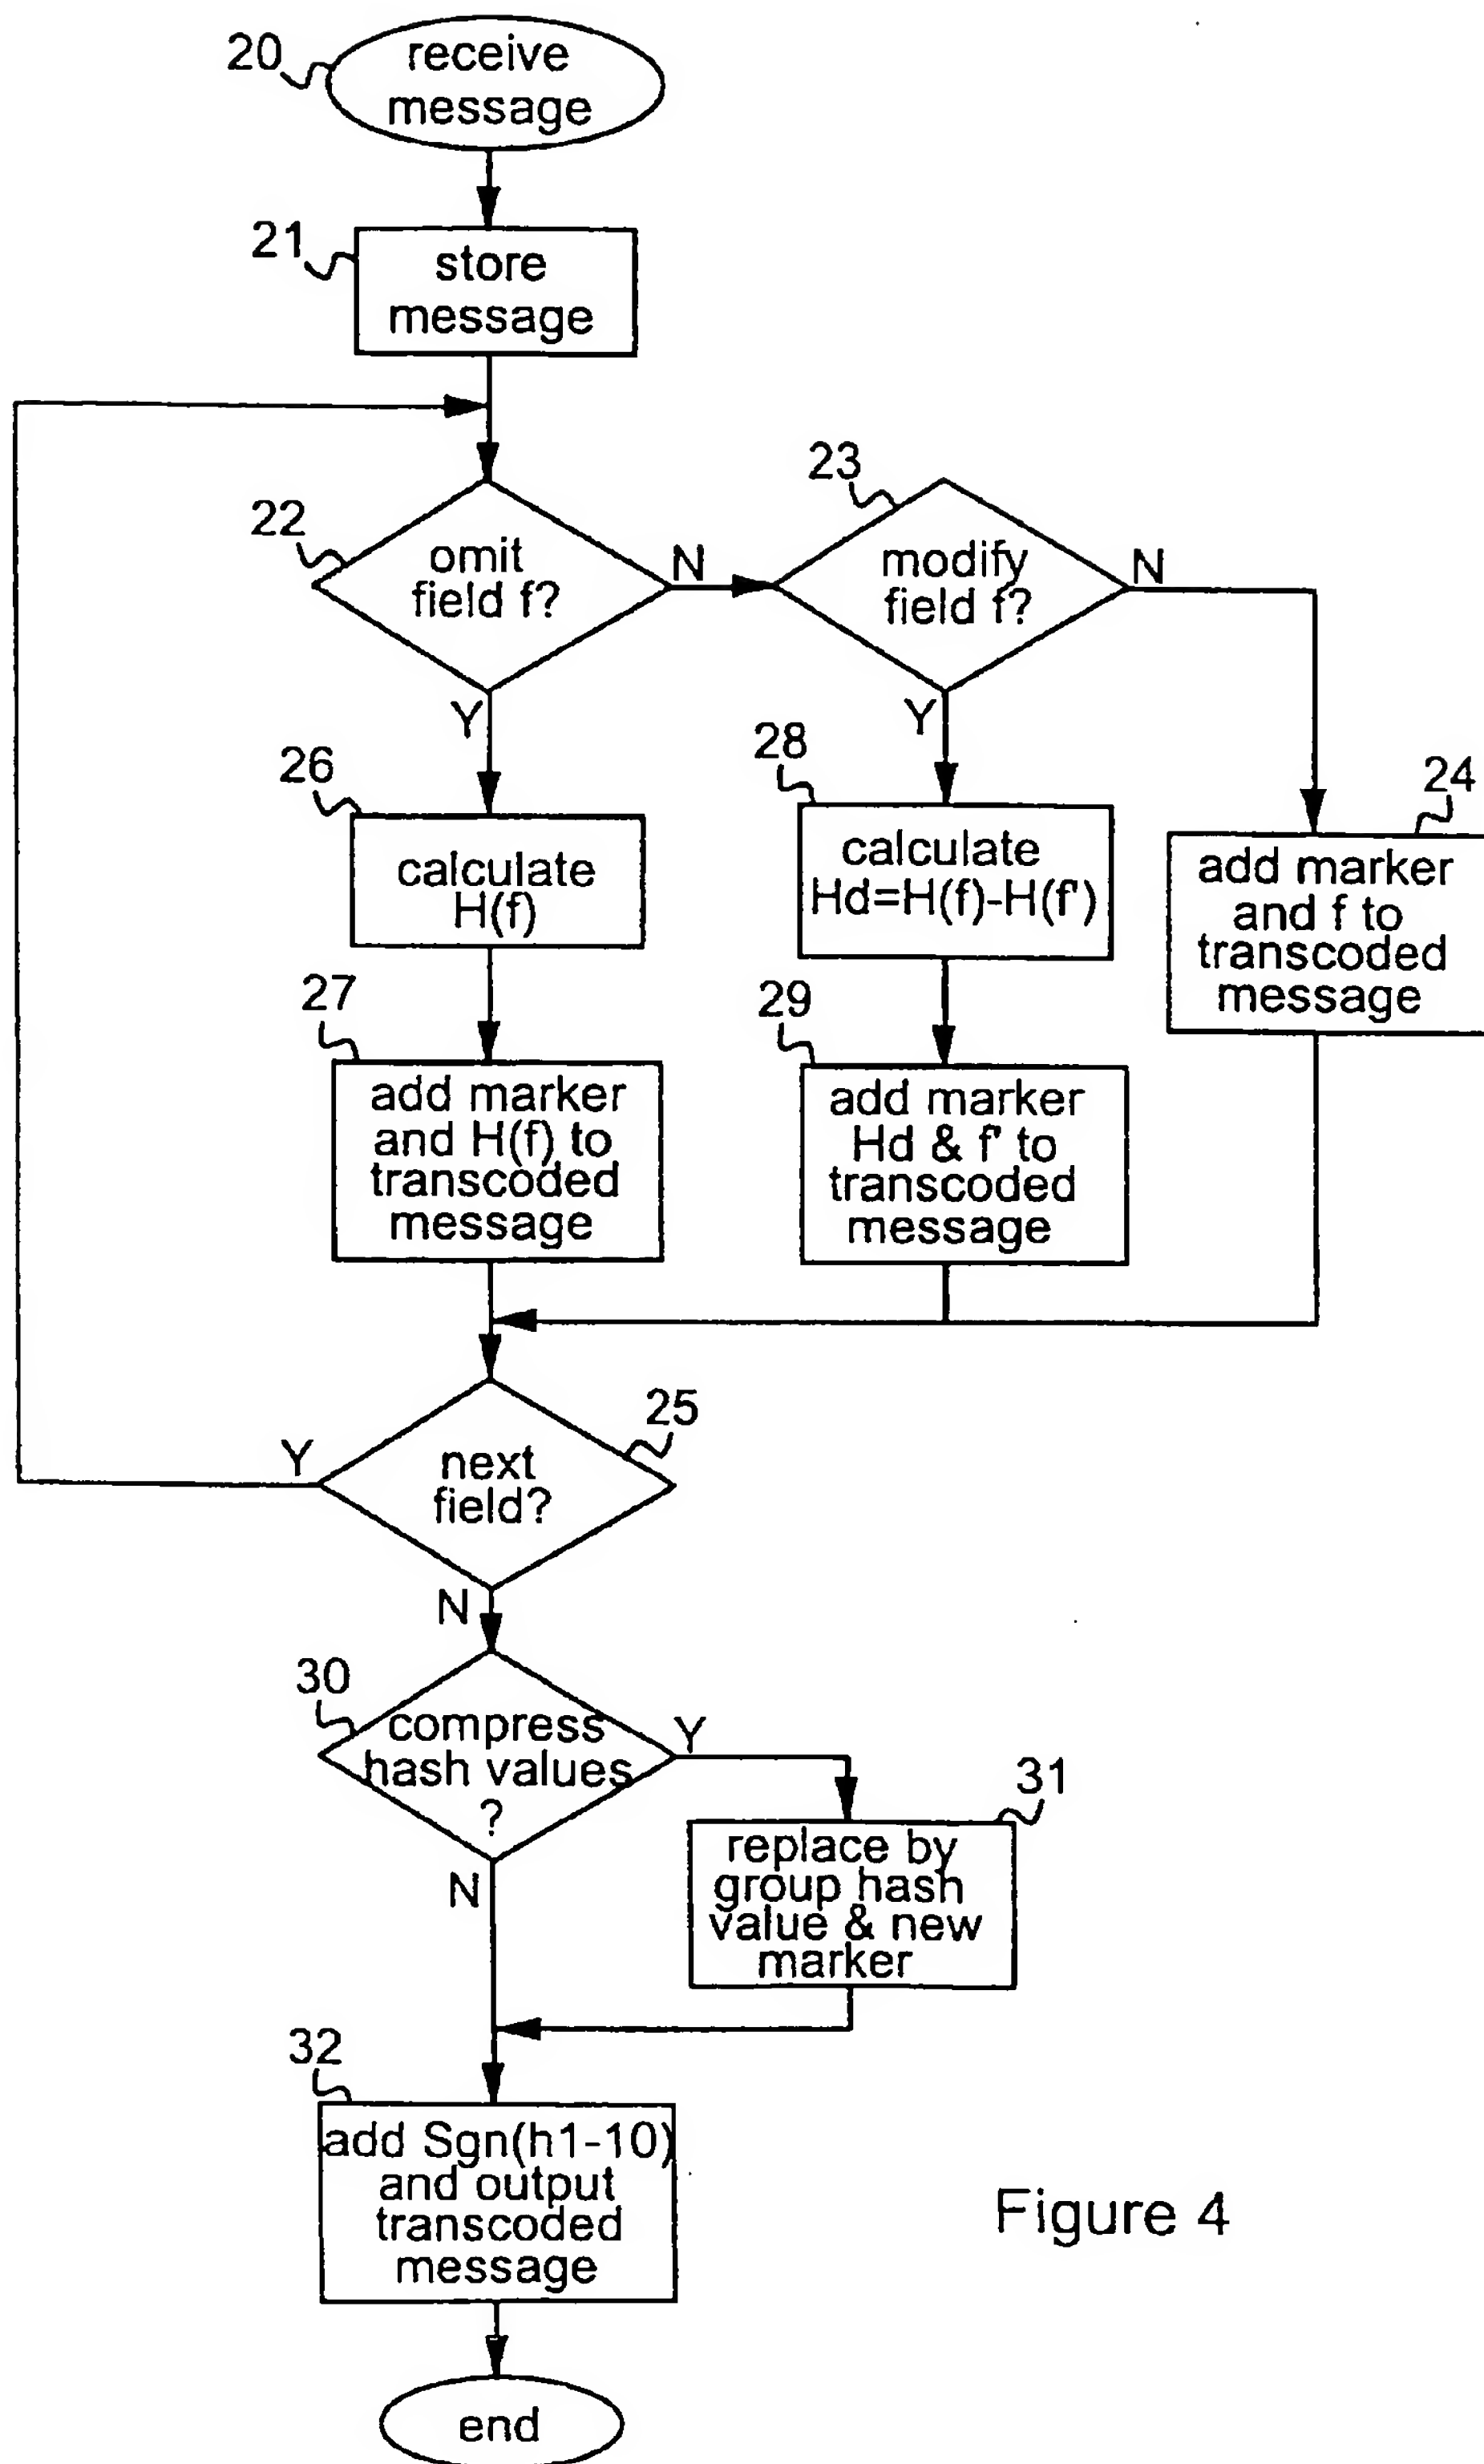 20
receive
message
21
store
message
22
omit
field f?
N
Y
23
modify
field f?
N
Y
26
calculate
H(f)
28
calculate
Hd=H(f)-H(f')
24
add marker
and f to
transcoded
message
27
add marker
and H(f) to
transcoded
message
29
add marker
Hd & f' to
transcoded
message
25
next
field?
Y
N
30
compress
hash values
?
Y
N
31
replace by
group hash
value & new
marker
32
add Sgn(h1-10)
and output
transcoded
message
end
Figure 4